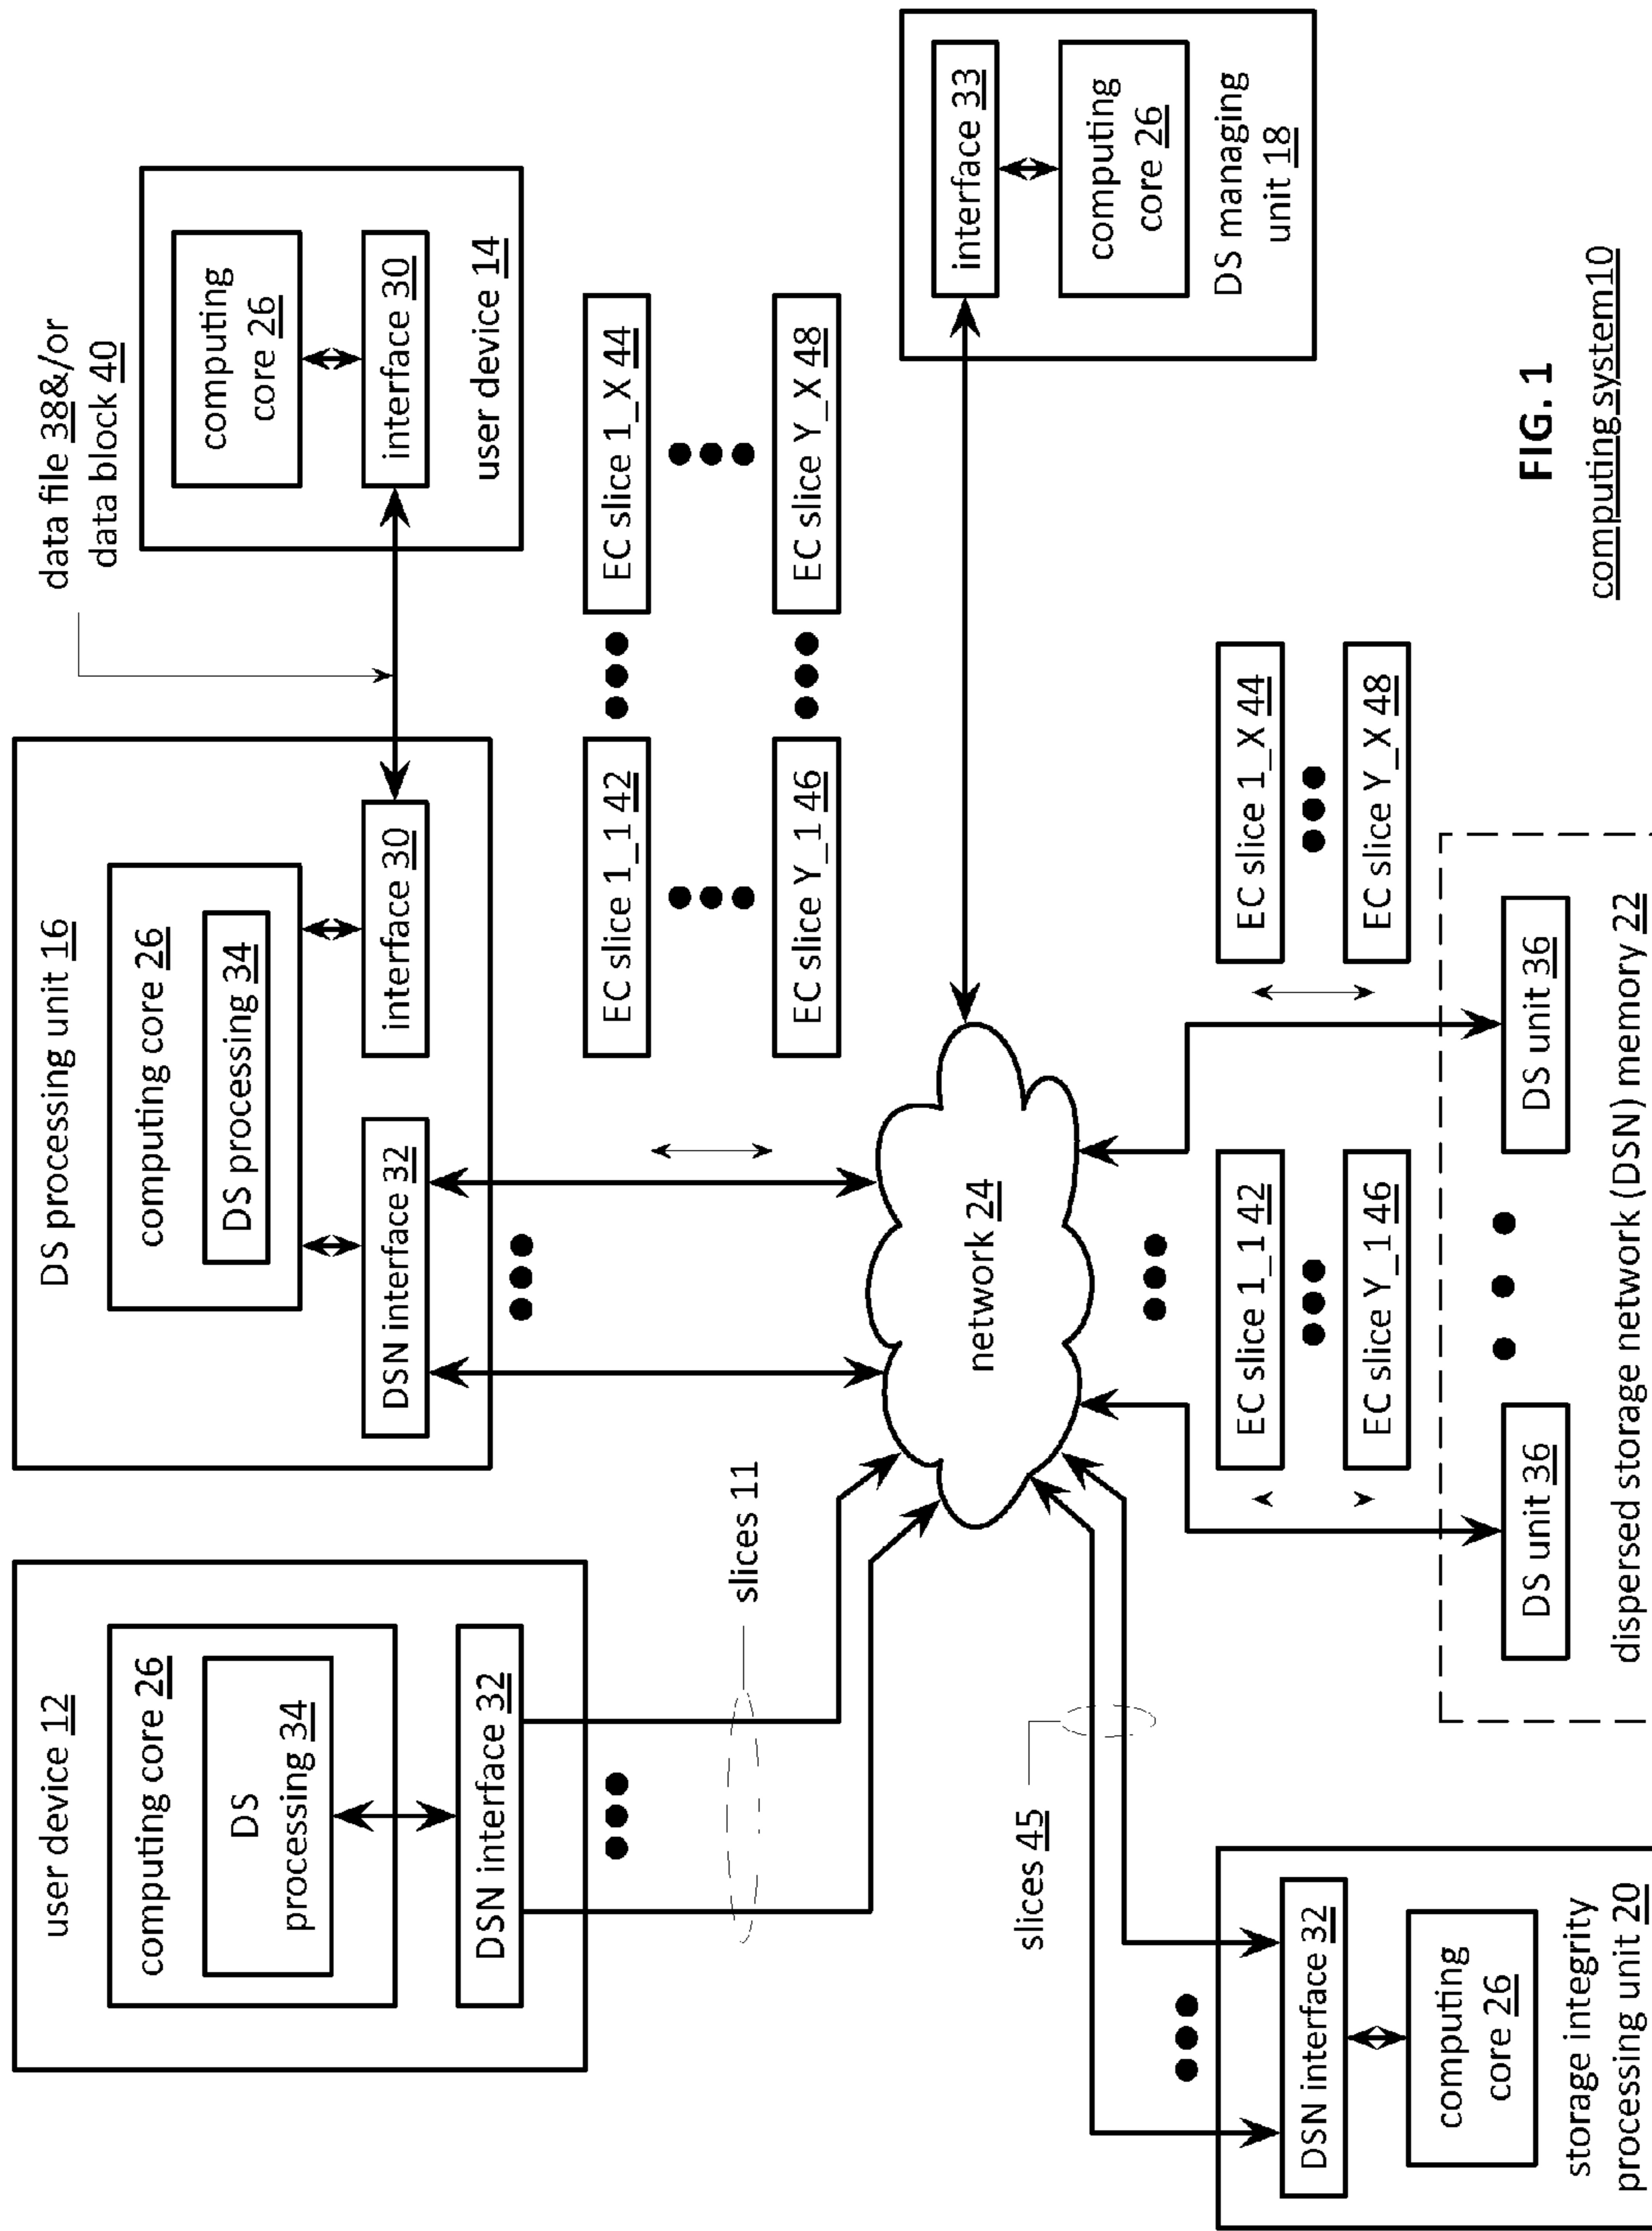 user device 12
computing core 26
DS
processing 34
DSN interface 32
slices 11
DS processing unit 16
computing core 26
DS processing 34
DSN interface 32
interface 30
data file 38&/or
data block 40
computing
core 26
interface 30
user device 14
EC slice 1_1 42
EC slice 1_X 44
EC slice Y_1 46
EC slice Y_X 48
network 24
interface 33
computing
core 26
DS managing
unit 18
slices 45
DSN interface 32
computing
core 26
storage integrity
processing unit 20
EC slice 1_1 42
EC slice Y_1 46
EC slice 1_X 44
EC slice Y_X 48
DS unit 36
DS unit 36
dispersed storage network (DSN) memory 22
FIG. 1
computing system10